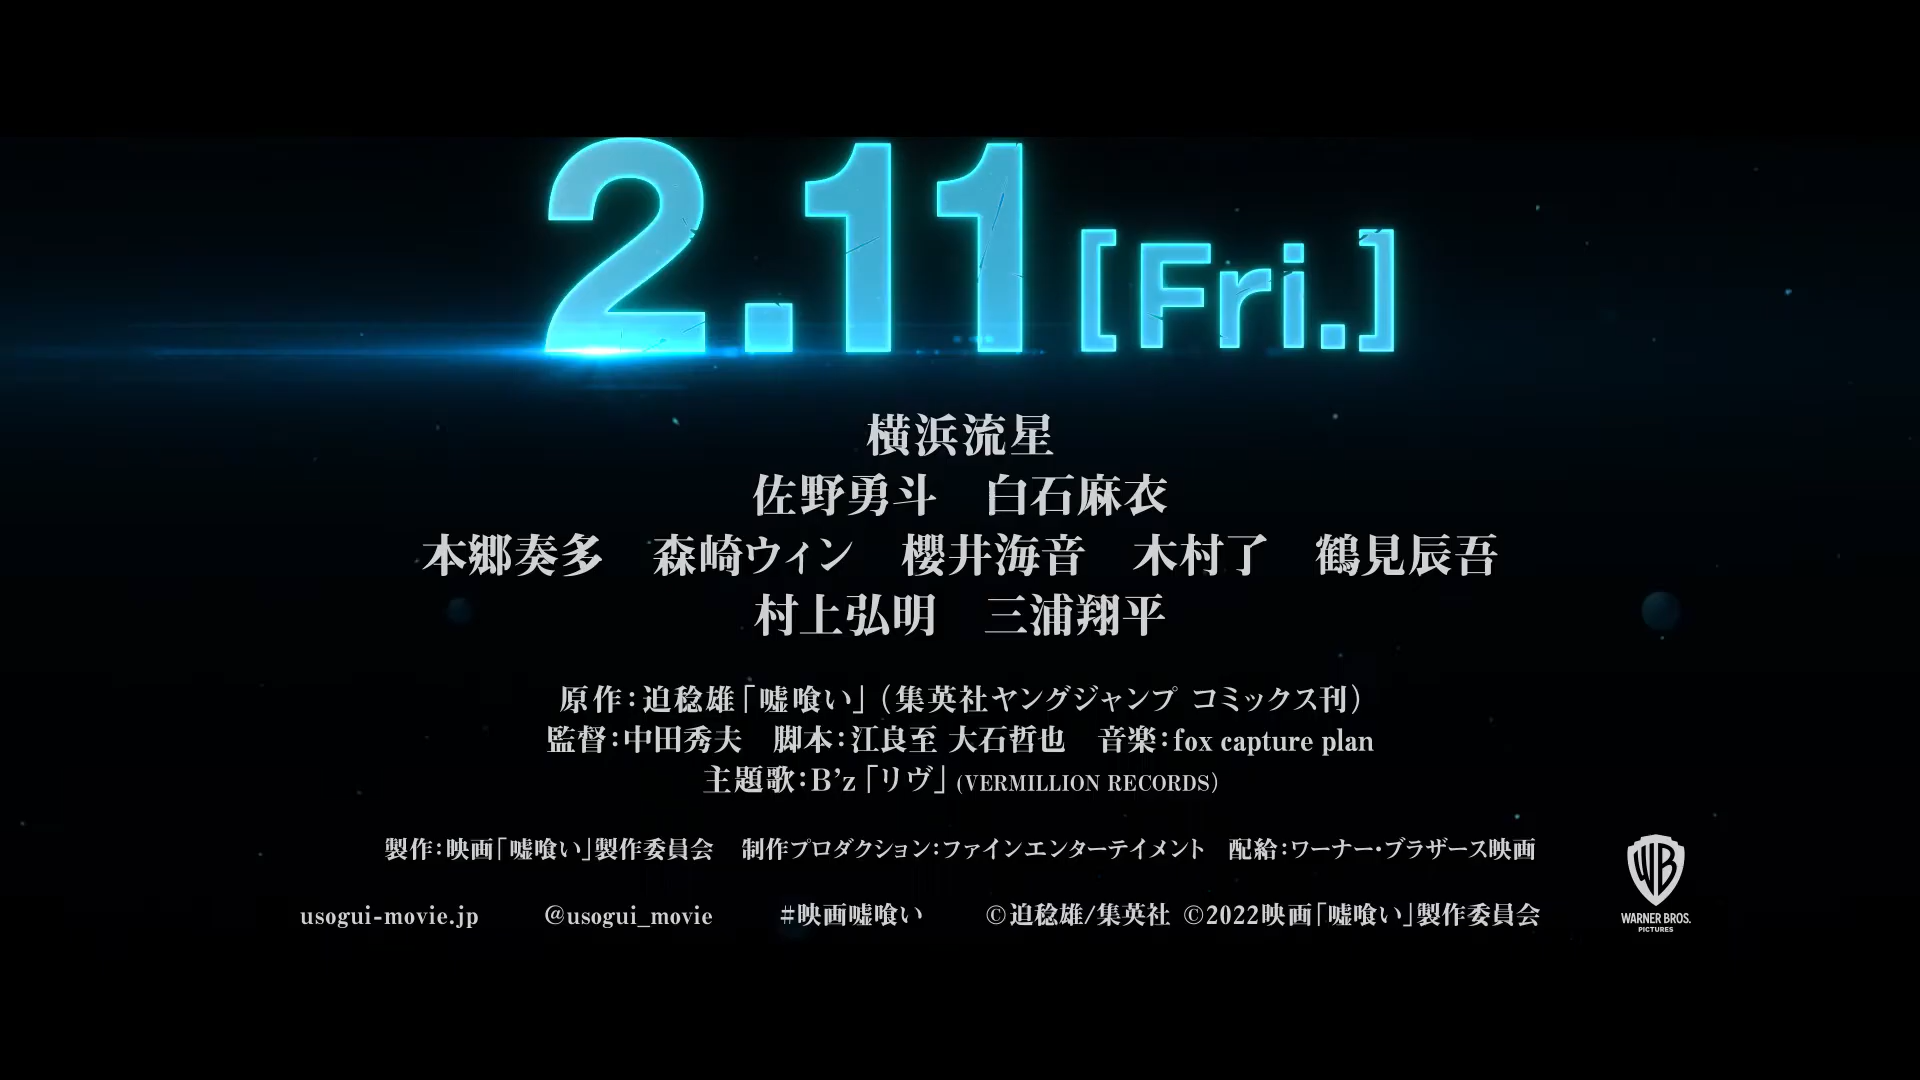 2.11[Fri.]
横浜流星
佐野勇斗　白石麻衣
本郷奏多　森崎ウィン　櫻井海音　木村了　鶴見辰吾
村上弘明　三浦翔平
原作：迫稔雄「嘘喰い」（集英社ヤングジャンプ コミックス刊）
監督：中田秀夫　脚本：江良至 大石哲也　音楽：fox capture plan
主題歌：B'z「リヴ」(VERMILLION RECORDS)
製作：映画「嘘喰い」製作委員会　制作プロダクション：ファインエンターテイメント　配給：ワーナー・ブラザース映画
usogui-movie.jp　@usogui_movie　#映画嘘喰い　©迫稔雄/集英社 ©2022映画「嘘喰い」製作委員会
WB
WARNER BROS.
PICTURES